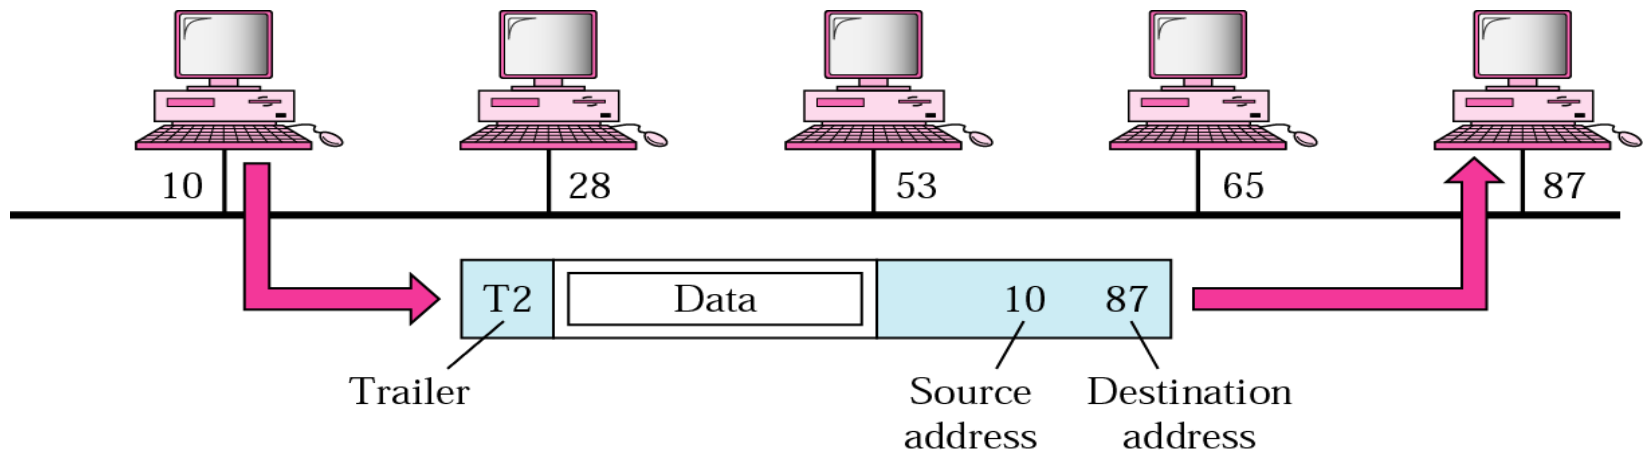 10 28 53 65 87
T2 Data 10 87
Trailer Source Destination
address address